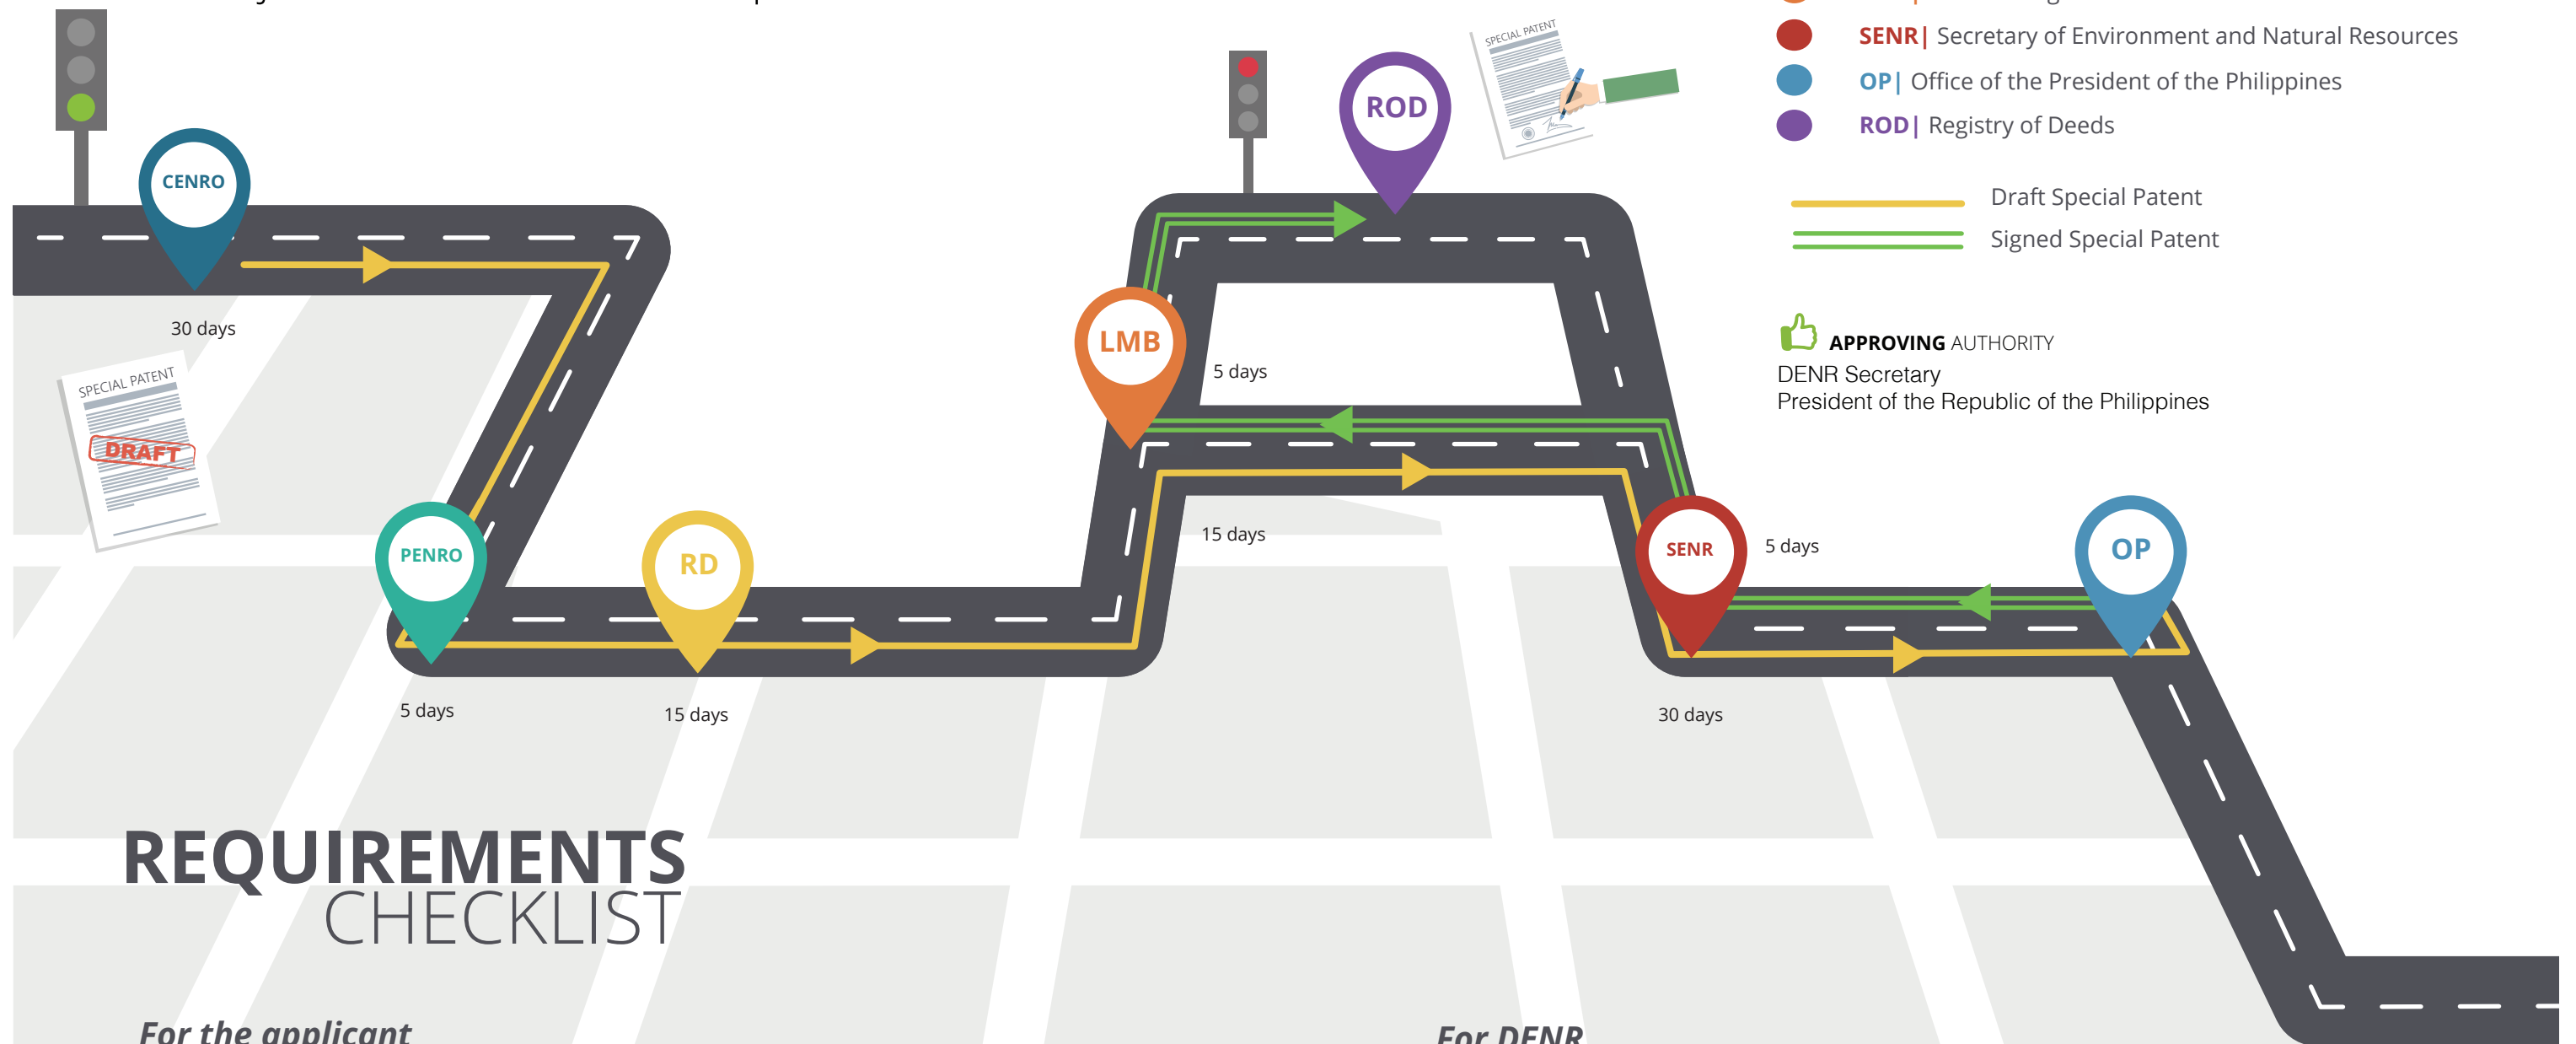 SENR| Secretary of Environment and Natural Resources
OP| Office of the President of the Philippines
ROD| Registry of Deeds
Draft Special Patent
Signed Special Patent
APPROVING AUTHORITY
DENR Secretary
President of the Republic of the Philippines
SPECIAL PATENT
ROD
CENRO
30 days
LMB
5 days
SPECIAL PATENT
DRAFT
15 days
PENRO
RD
SENR
5 days
OP
5 days
15 days
30 days
REQUIREMENTS
CHECKLIST
For the applicant
For DENR